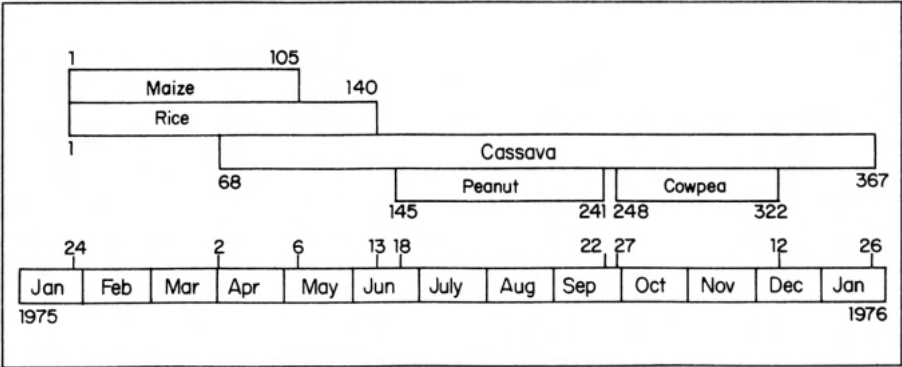 1 105
Maize 140
Rice
1 Cassava
68 Peanut Cowpea 367
145 241 248 322
24 2 6 13 18 22 27 12 26
Jan Feb Mar Apr May Jun July Aug Sep Oct Nov Dec Jan
1975 1976